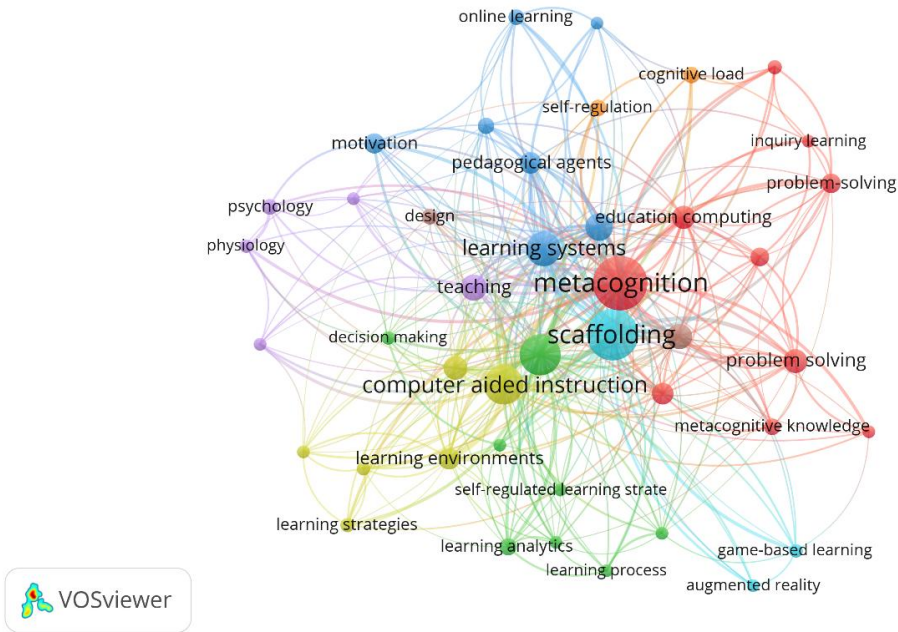 online learning
cognitive load
self-regulation
motivation
inquiry learning
pedagogical agents
problem-solving
psychology
design
education computing
physiology
learning systems
teaching
metacognition
decision making
scaffolding
problem solving
computer aided instruction
metacognitive knowledge
learning environments
self-regulated learning strate
learning strategies
learning analytics
game-based learning
learning process
augmented reality
VOSviewer